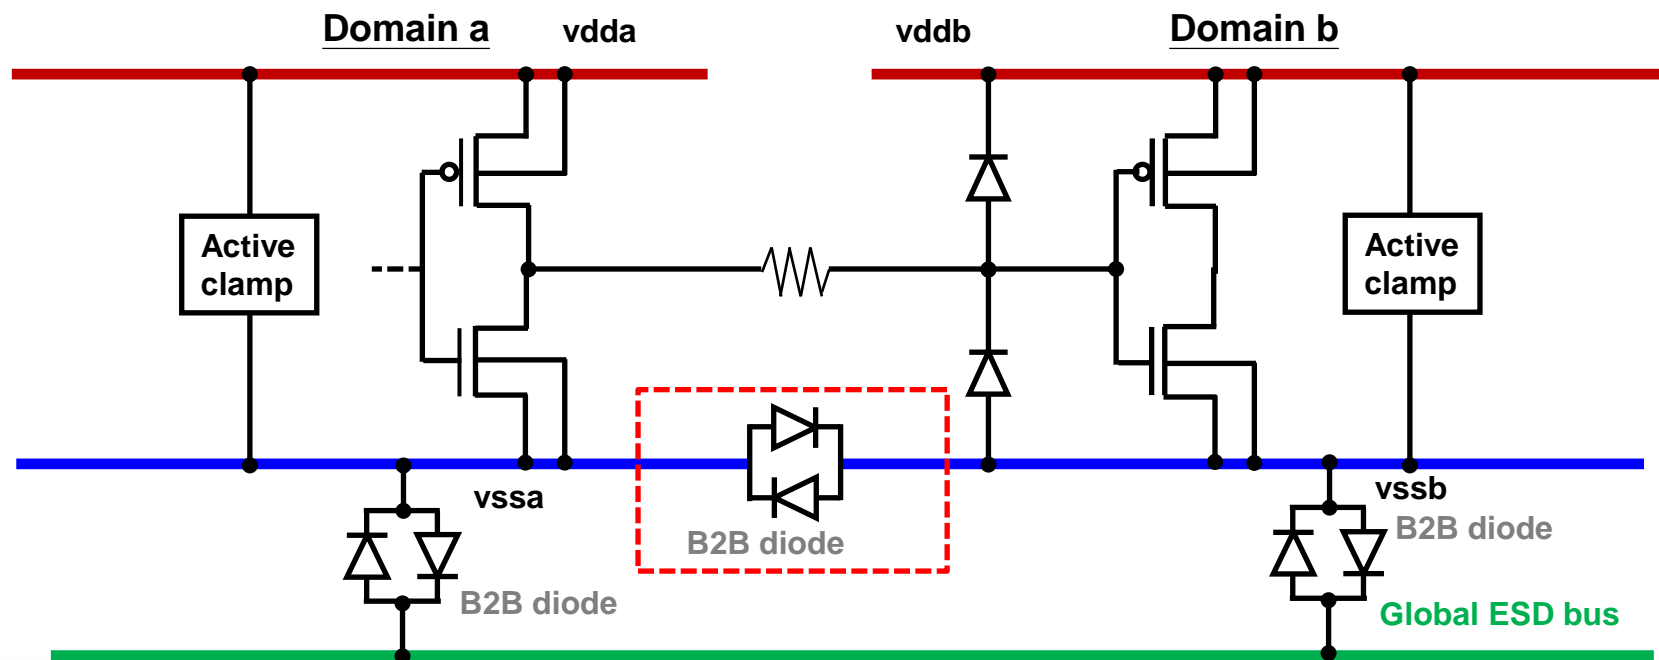 Domain a
vdda
vddb
Domain b
Active
clamp
Active
clamp
vssa
vssb
B2B diode
B2B diode
B2B diode
Global ESD bus